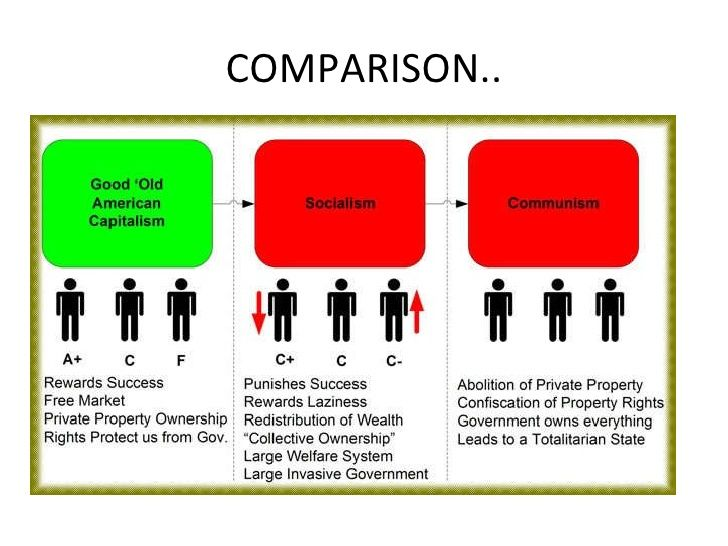 COMPARISON..
Good ‘Old
American
Capitalism
Socialism
Communism
A+ C F
C+ C C-
Rewards Success
Free Market
Private Property Ownership
Rights Protect us from Gov.
Punishes Success
Rewards Laziness
Redistribution of Wealth
“Collective Ownership”
Large Welfare System
Large Invasive Government
Abolition of Private Property
Confiscation of Property Rights
Government owns everything
Leads to a Totalitarian State